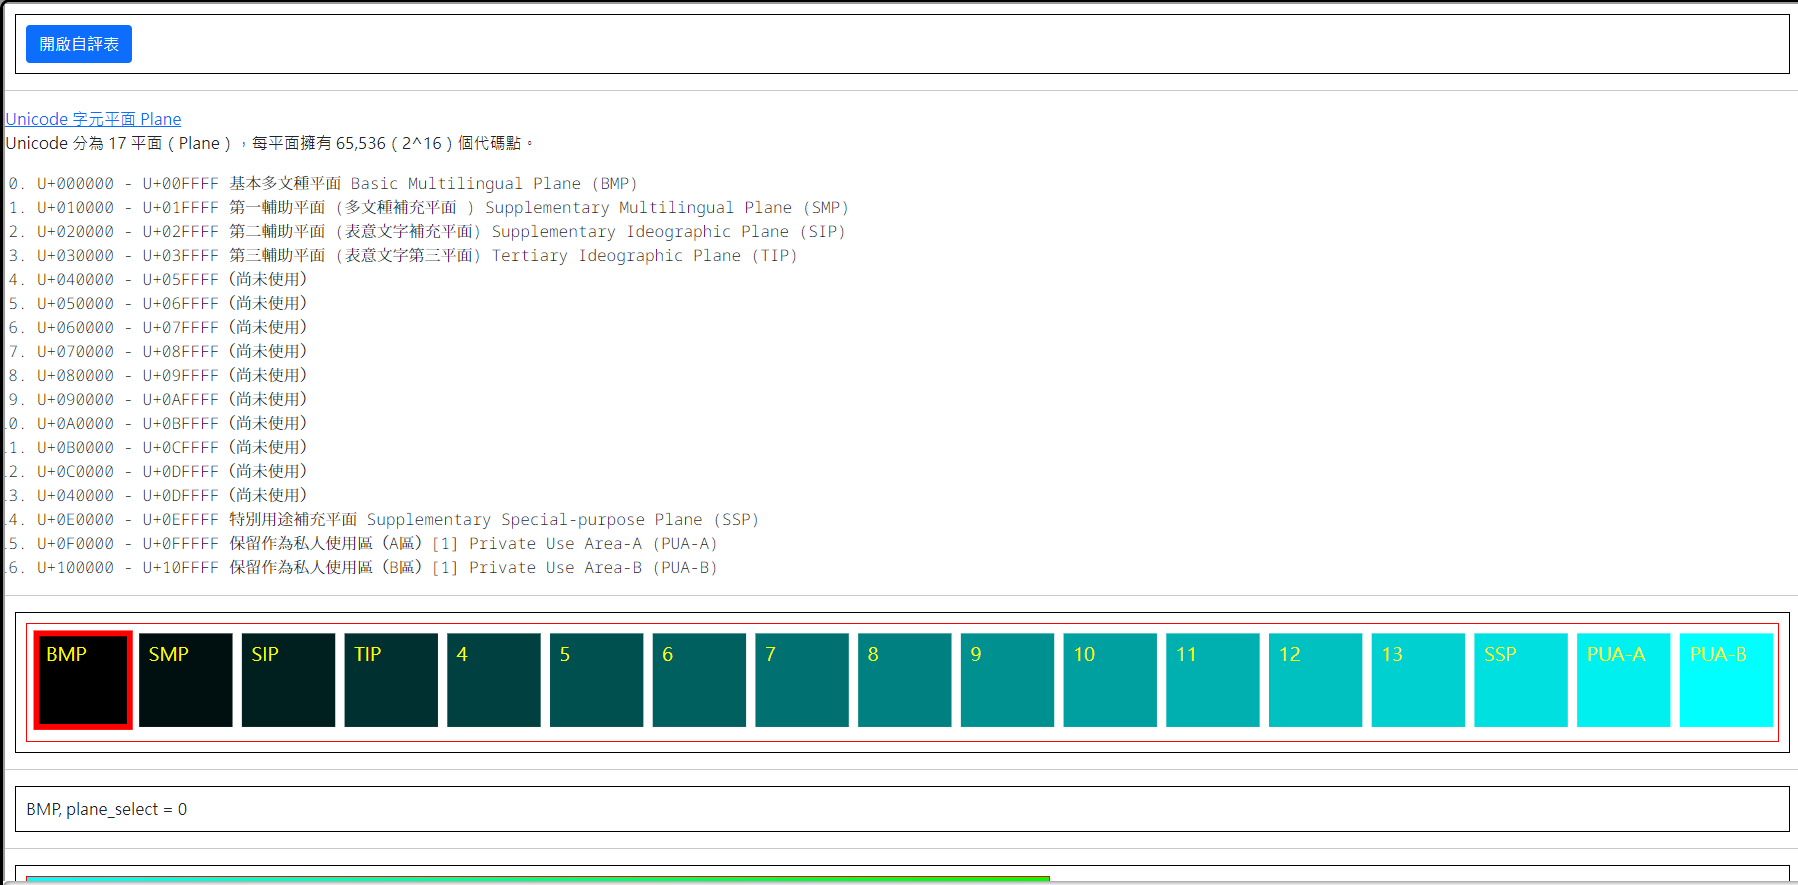 開啟自評表
Unicode 字元平面 Plane
Unicode 分為 17 平面 ( Plane ) ，每平面擁有 65,536 ( 2^16 ) 個代碼點。
0. U+000000 - U+00FFFF 基本多文種平面 Basic Multilingual Plane (BMP)
1. U+010000 - U+01FFFF 第一輔助平面 (多文種補充平面 ) Supplementary Multilingual Plane (SMP)
2. U+020000 - U+02FFFF 第二輔助平面 (表意文字補充平面) Supplementary Ideographic Plane (SIP)
3. U+030000 - U+03FFFF 第三輔助平面 (表意文字第三平面) Tertiary Ideographic Plane (TIP)
4. U+040000 - U+05FFFF（尚未使用）
5. U+050000 - U+06FFFF（尚未使用）
6. U+060000 - U+07FFFF（尚未使用）
7. U+070000 - U+08FFFF（尚未使用）
8. U+080000 - U+09FFFF（尚未使用）
9. U+090000 - U+0AFFFF（尚未使用）
0. U+0A0000 - U+0BFFFF（尚未使用）
1. U+0B0000 - U+0CFFFF（尚未使用）
2. U+0C0000 - U+0DFFFF（尚未使用）
3. U+040000 - U+0DFFFF（尚未使用）
4. U+0E0000 - U+0EFFFF 特別用途補充平面 Supplementary Special-purpose Plane (SSP)
5. U+0F0000 - U+0FFFFF 保留作為私人使用區（A區）[1] Private Use Area-A (PUA-A)
6. U+100000 - U+10FFFF 保留作為私人使用區（B區）[1] Private Use Area-B (PUA-B)
BMP SMP SIP TIP 4 5 6 7 8 9 10 11 12 13 SSP PUA-A PUA-B
BMP, plane_select = 0